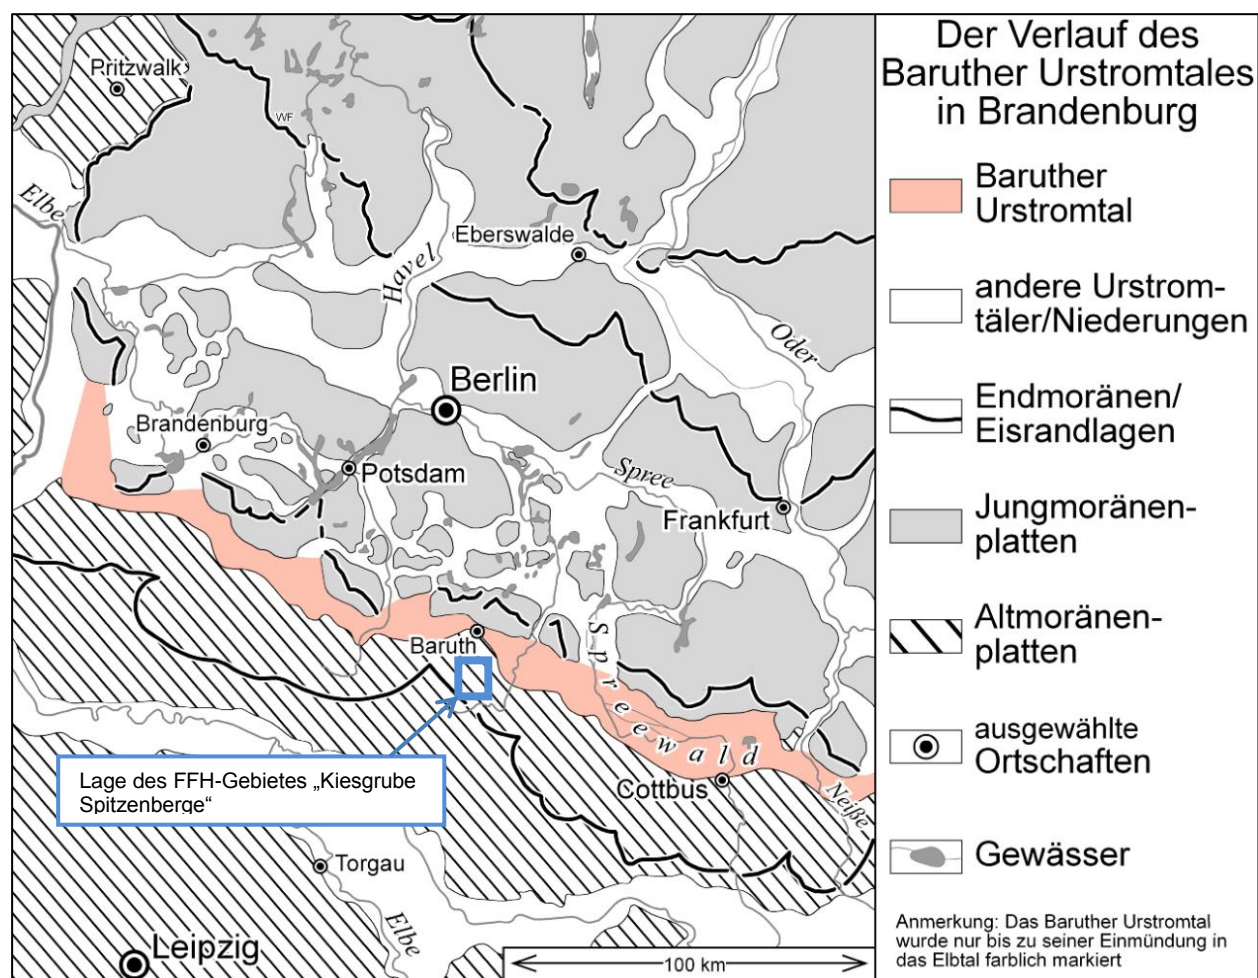 Pritzwalk
WF
Elbe
Eberswalde
Havel
Oder
Berlin
Brandenburg
Potsdam
Spree
Frankfurt
Baruth
Spreewald
Lage des FFH-Gebietes „Kiesgrube
Spitzenberge“
Cottbus
Neiße
Torgau
Elbe
Leipzig
100 km
Der Verlauf des
Baruther Urstromtales
in Brandenburg
Baruther
Urstromtal
andere Urstrom-
täler/Niederungen
Endmoränen/
Eisrandlagen
Jungmoränen-
platten
Altmoränen-
platten
ausgewählte
Ortschaften
Gewässer
Anmerkung: Das Baruther Urstromtal
wurde nur bis zu seiner Einmündung in
das Elbtal farblich markiert